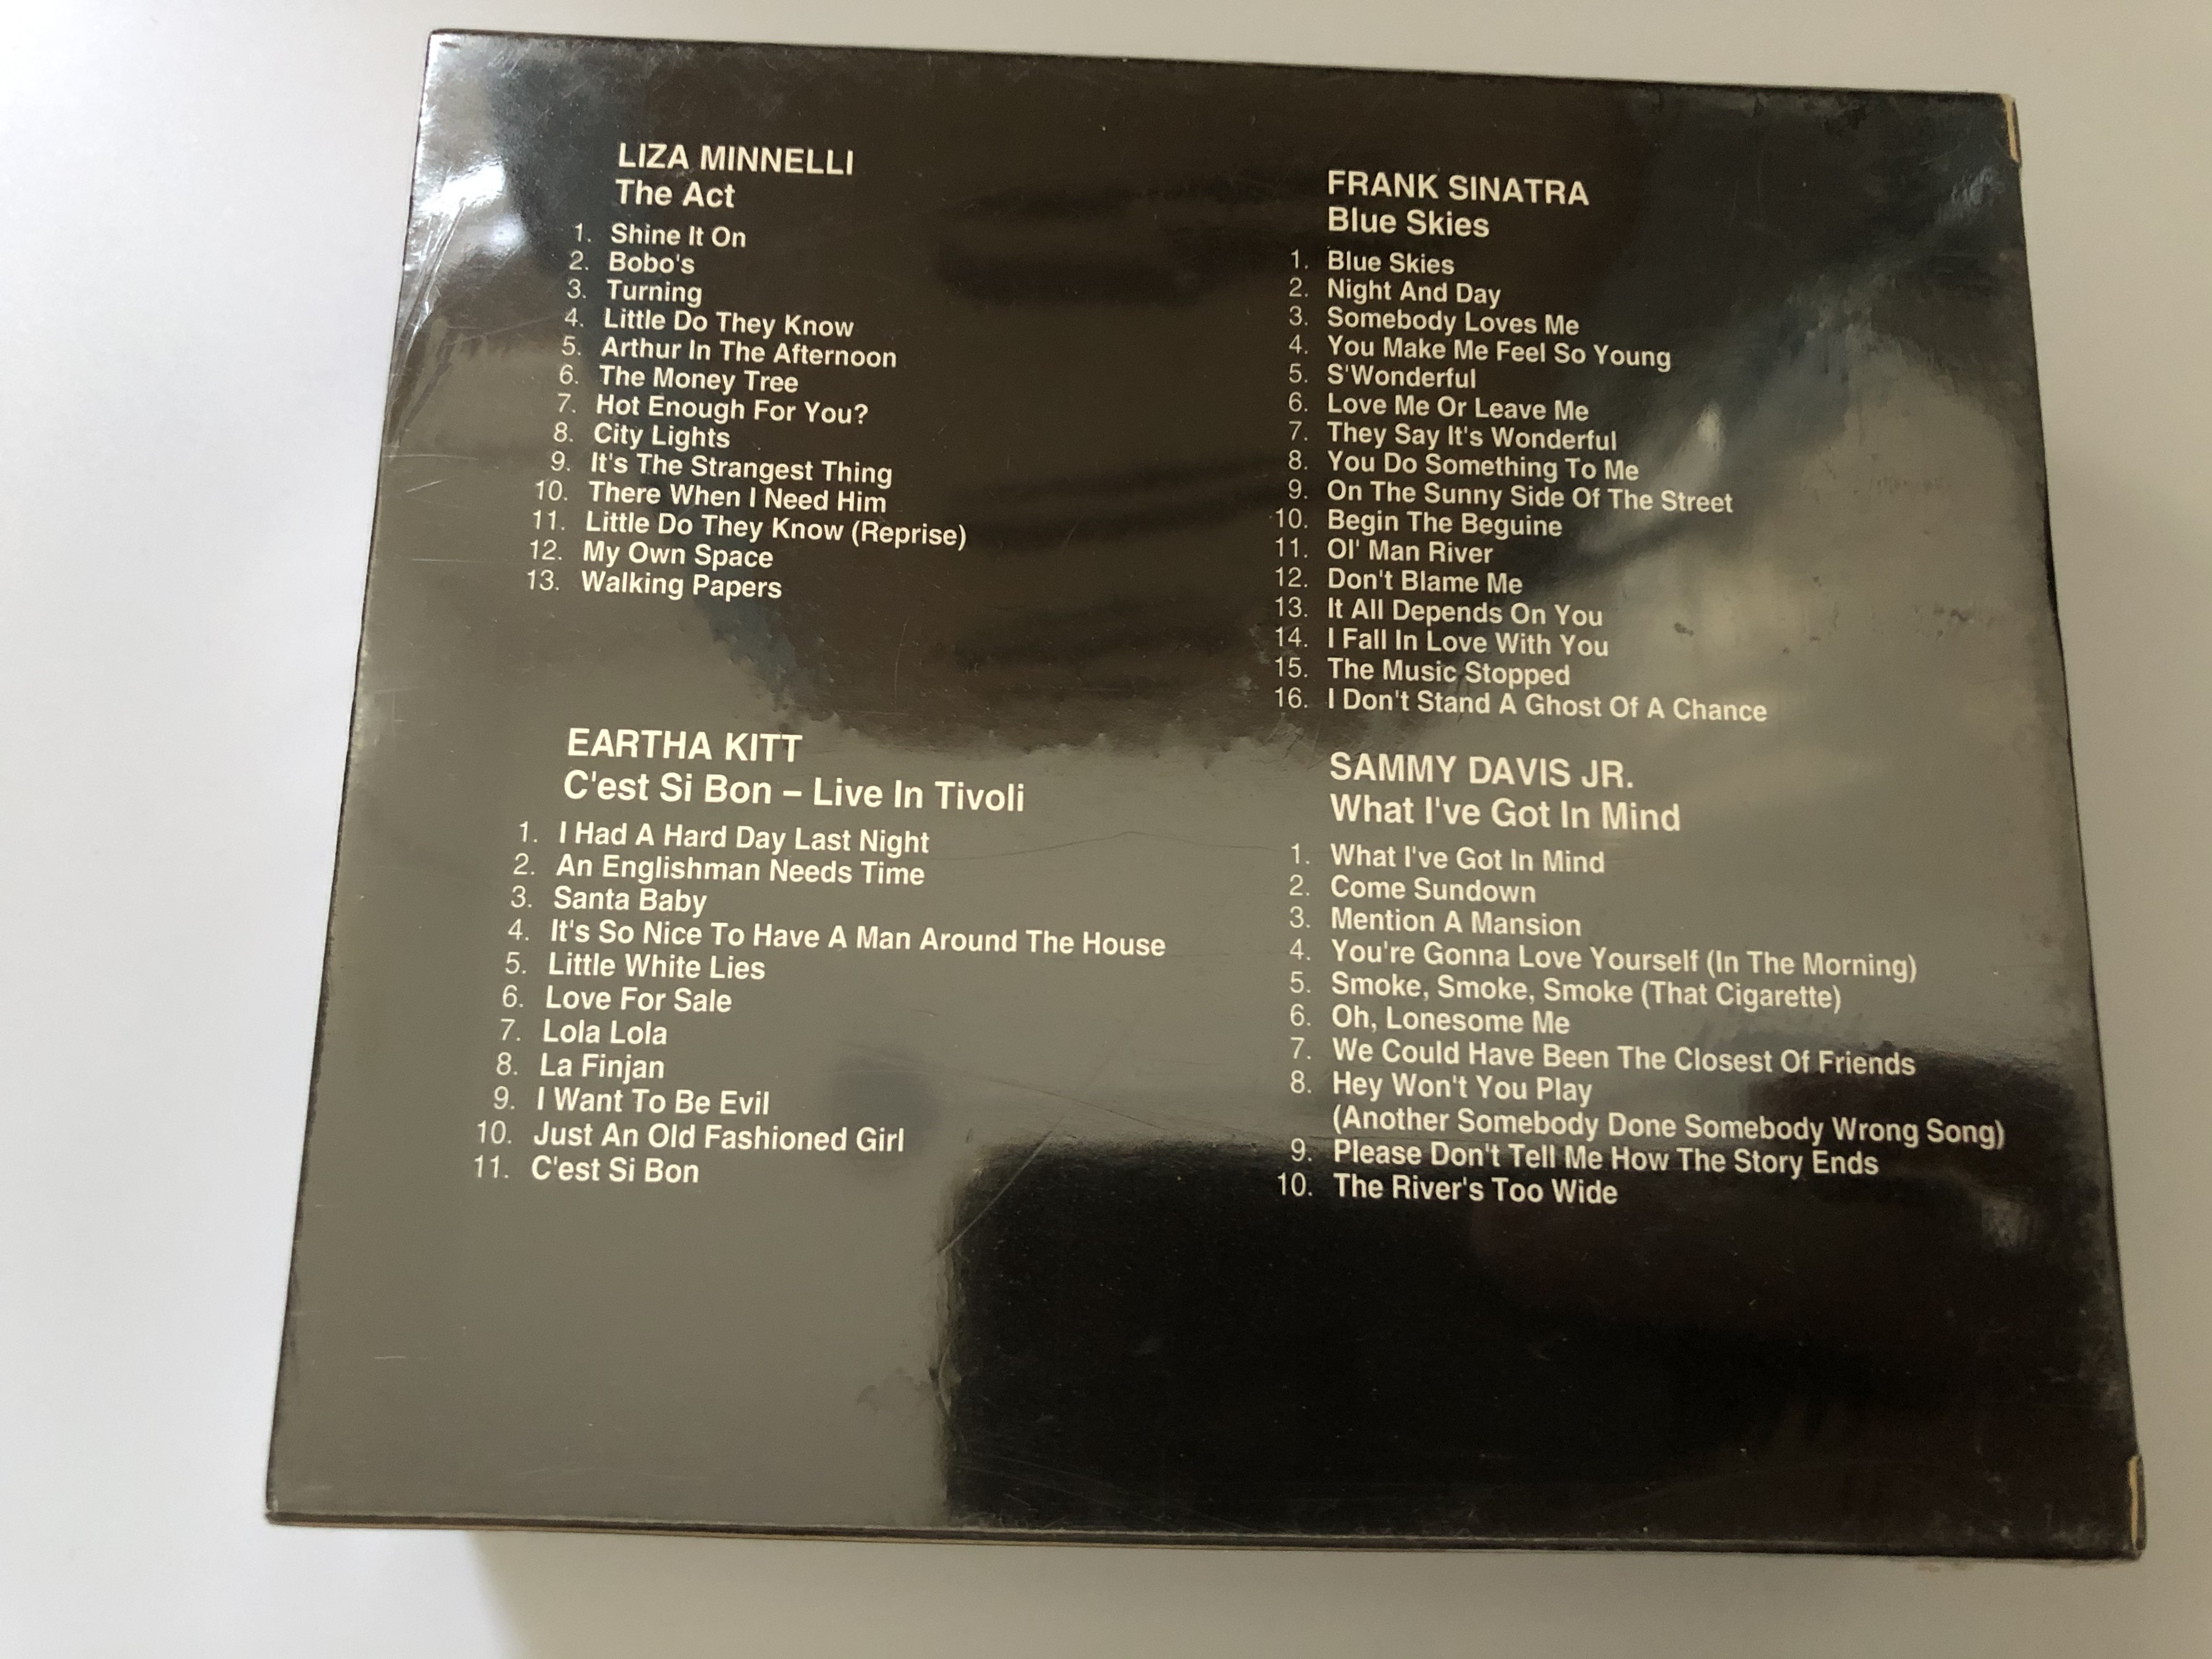 LIZA MINNELLI
The Act
1. Shine It On
2. Bobo's
3. Turning
4. Little Do They Know
5. Arthur In The Afternoon
6. The Money Tree
7. Hot Enough For You?
8. City Lights
9. It's The Strangest Thing
10. There When I Need Him
11. Little Do They Know (Reprise)
12. My Own Space
13. Walking Papers
EARTHA KITT
C'est Si Bon – Live In Tivoli
1. I Had A Hard Day Last Night
2. An Englishman Needs Time
3. Santa Baby
4. It's So Nice To Have A Man Around The House
5. Little White Lies
6. Love For Sale
7. Lola Lola
8. La Finjan
9. I Want To Be Evil
10. Just An Old Fashioned Girl
11. C'est Si Bon
FRANK SINATRA
Blue Skies
1. Blue Skies
2. Night And Day
3. Somebody Loves Me
4. You Make Me Feel So Young
5. S'Wonderful
6. Love Me Or Leave Me
7. They Say It's Wonderful
8. You Do Something To Me
9. On The Sunny Side Of The Street
10. Begin The Beguine
11. Ol' Man River
12. Don't Blame Me
13. It All Depends On You
14. I Fall In Love With You
15. The Music Stopped
16. I Don't Stand A Ghost Of A Chance
SAMMY DAVIS JR.
What I've Got In Mind
1. What I've Got In Mind
2. Come Sundown
3. Mention A Mansion
4. You're Gonna Love Yourself (In The Morning)
5. Smoke, Smoke, Smoke (That Cigarette)
6. Oh, Lonesome Me
7. We Could Have Been The Closest Of Friends
8. Hey Won't You Play
(Another Somebody Done Somebody Wrong Song)
9. Please Don't Tell Me How The Story Ends
10. The River's Too Wide